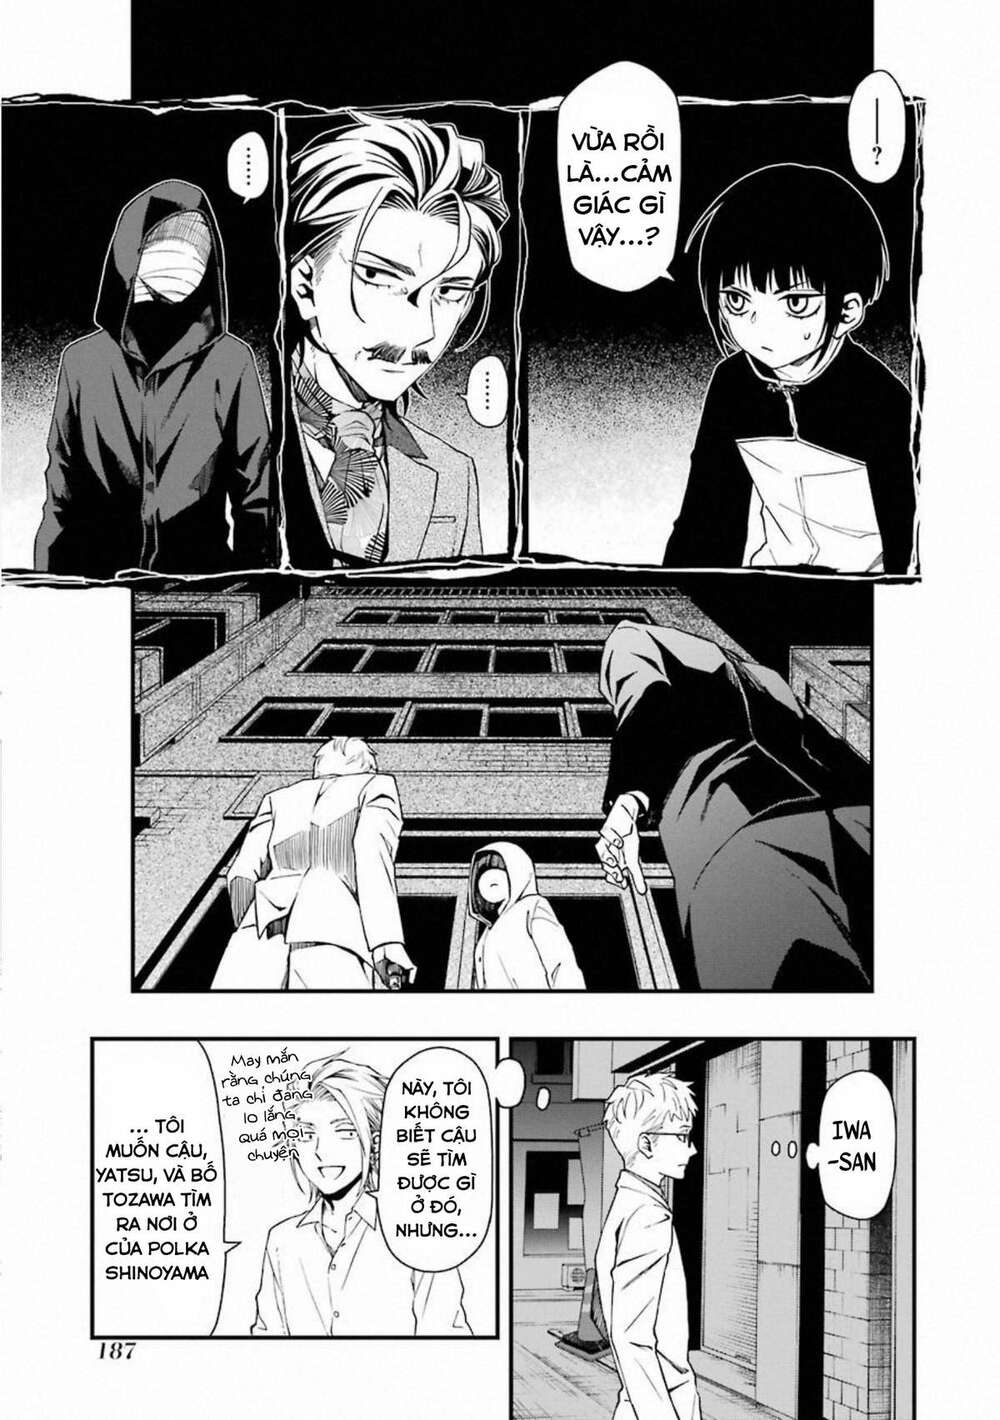 ?
VỪA RỒI
LÀ...CẢM
GIÁC GÌ
VẬY...?
......
......
IWA
-SAN
NÀY, TÔI
KHÔNG
BIẾT CẬU
SẼ TÌM
ĐƯỢC GÌ
Ở ĐÓ,
NHƯNG...
May mắn
rằng chúng
ta chỉ đang
lo lắng
quá mọi
chuyện
... TÔI
MUỐN CẬU,
YATSU, VÀ BỐ
TOZAWA TÌM
RA NƠI Ở
CỦA POLKA
SHINOYAMA
187